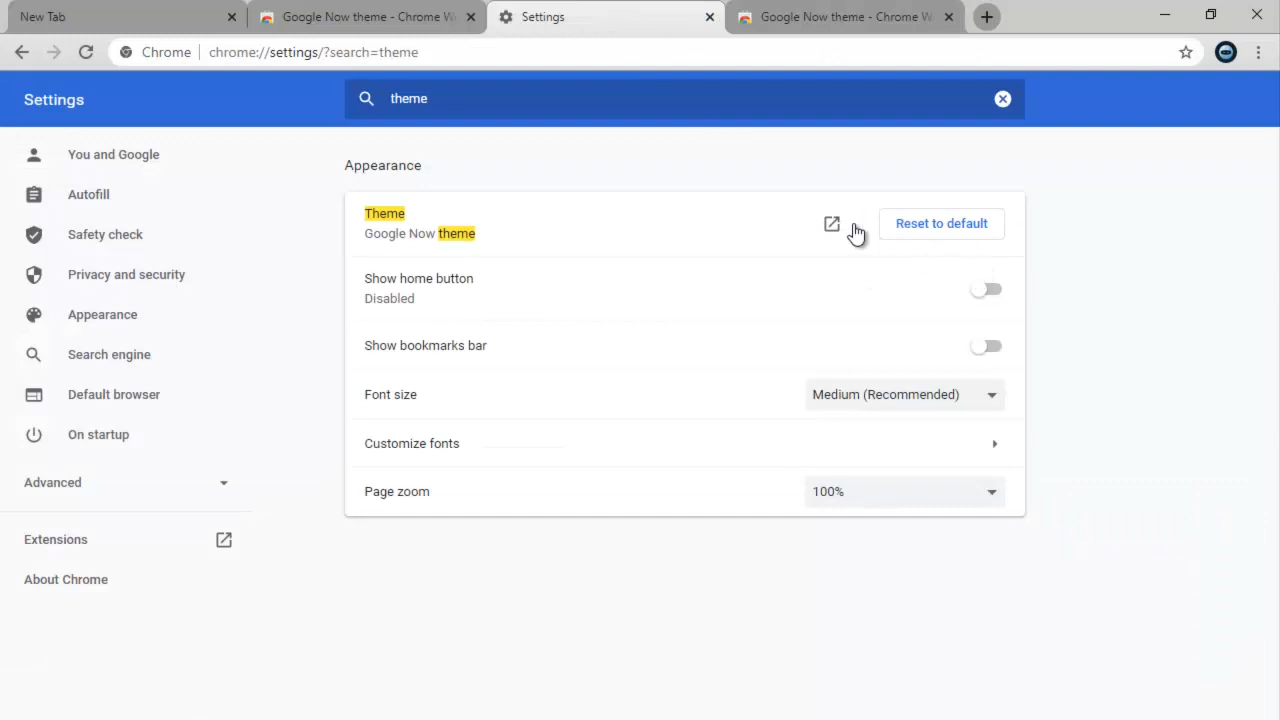 New Tab
Google Now theme - Chrome W
Settings
Google Now theme - Chrome W
Chrome
chrome://settings/?search=theme
Settings
theme
You and Google
Autofill
Safety check
Privacy and security
Appearance
Search engine
Default browser
On startup
Advanced
Extensions
About Chrome
Appearance
Theme
Google Now theme
Reset to default
Show home button
Disabled
Show bookmarks bar
Font size
Medium (Recommended)
Customize fonts
Page zoom
100%